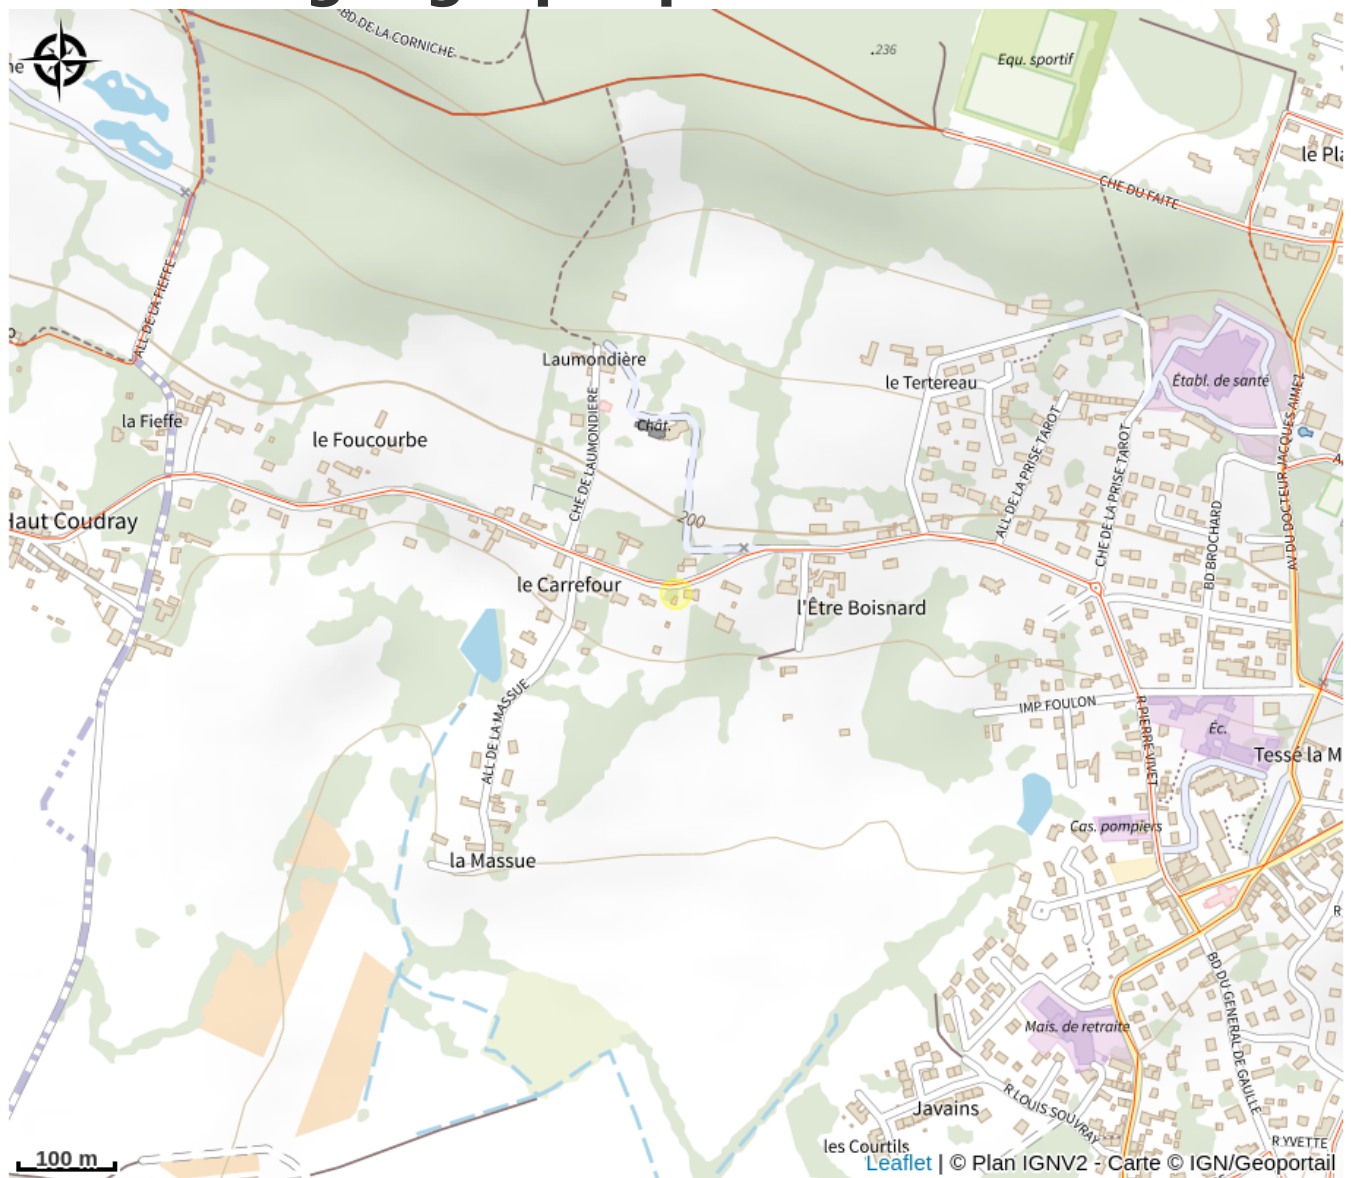 BD DE LA CORNICHE
.236
Equ. sportif
le Pla
CHE DU FAITE
ALL DE LA FIEFFE
Laumondière
le Tertereau
Établ. de santé
la Fieffe
le Foucourbe
Chât.
CHE DE LAUMONDIERE
ALL DE LA PRISE TAROT
CHE DE LA PRISE TAROT
AV DU DOCTEUR JACQUES AIMEZ
BD BROCHARD
200
Haut Coudray
le Carrefour
l'Être Boisnard
ALL DE LA MASSUE
IMP FOULON
R PIERRE VIVET
Éc.
Tessé la M
Cas. pompiers
la Massue
BD DU GENERAL DE GAULLE
Mais. de retraite
R LOUIS SOUVRAY
Javains
les Courtils
R YVETTE
100 m
Leaflet | © Plan IGNV2 - Carte © IGN/Geoportail